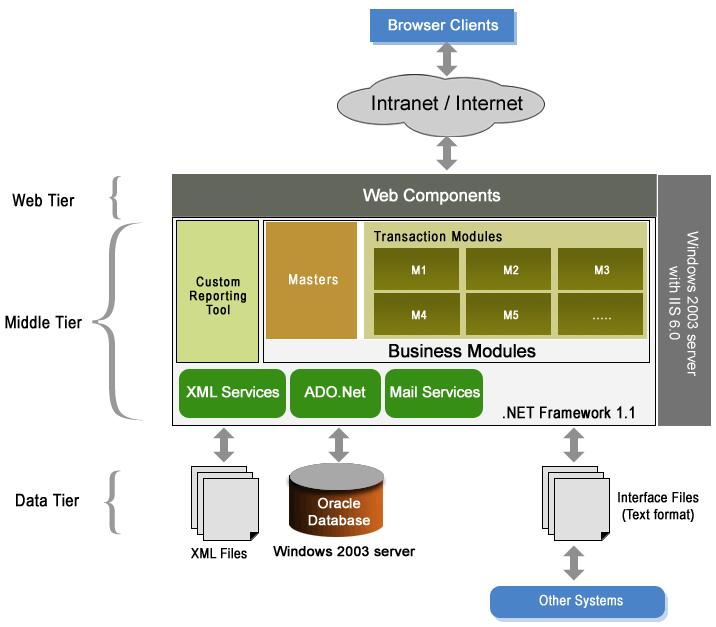 Browser Clients
Intranet / Internet
Web Tier
Web Components
Windows 2003 server
with IIS 6.0
Middle Tier
Custom
Reporting
Tool
Masters
Transaction Modules
M1
M2
M3
M4
M5
.....
Business Modules
XML Services
ADO.Net
Mail Services
.NET Framework 1.1
Data Tier
XML Files
Oracle
Database
Windows 2003 server
Interface Files
(Text format)
Other Systems